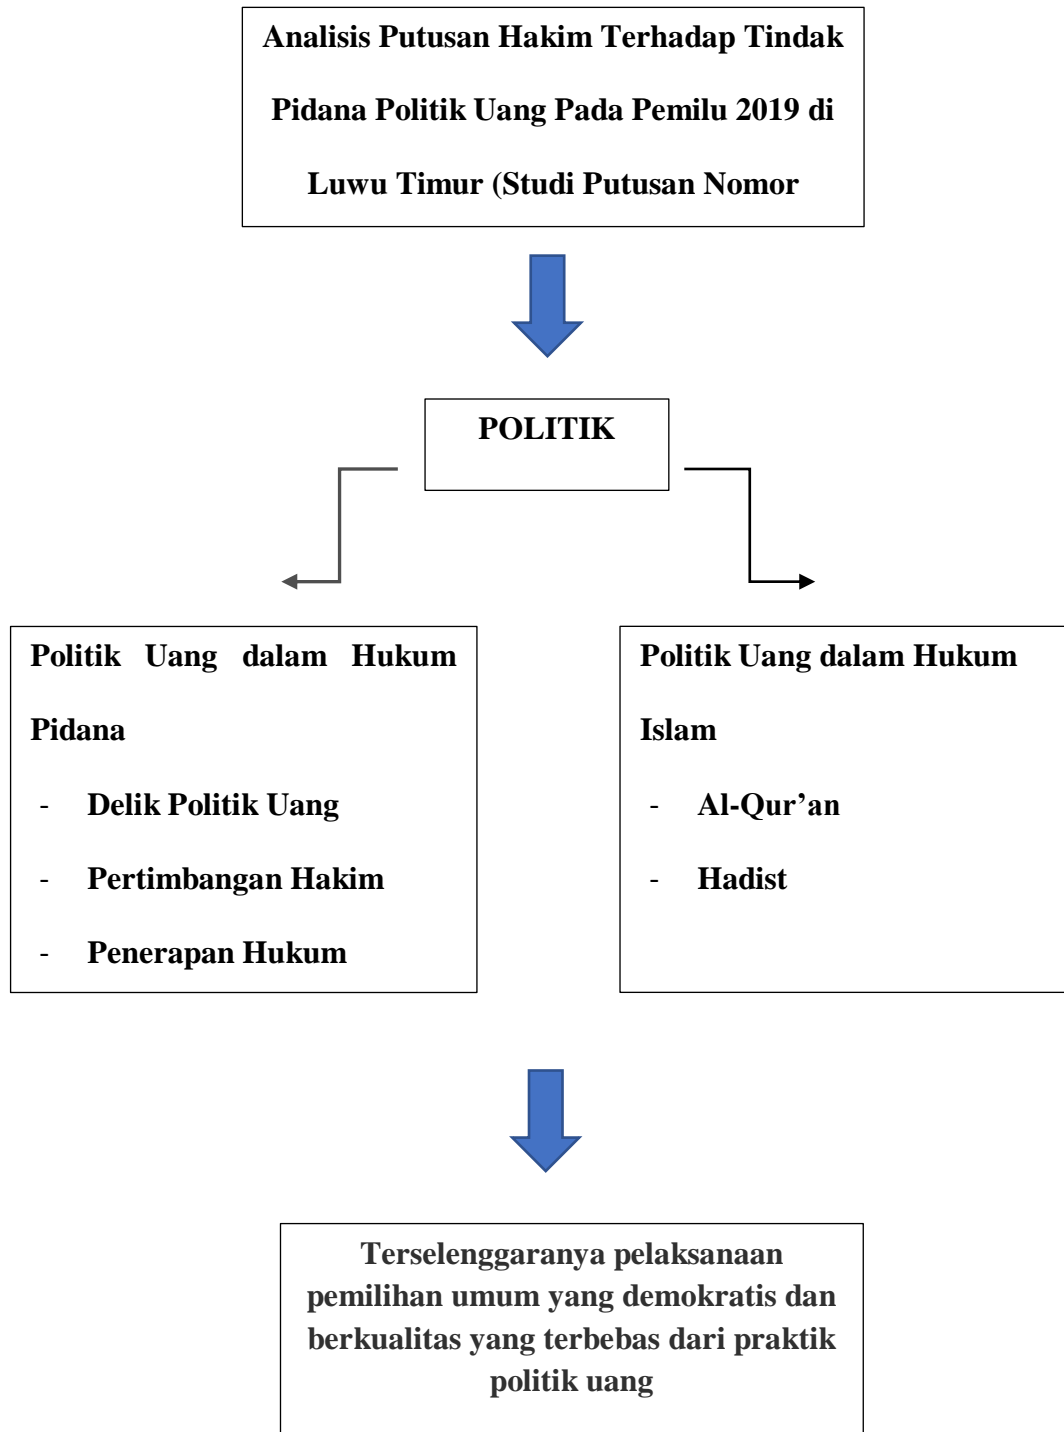 Analisis Putusan Hakim Terhadap Tindak
Pidana Politik Uang Pada Pemilu 2019 di
Luwu Timur (Studi Putusan Nomor
POLITIK
Politik Uang dalam Hukum
Pidana
- Delik Politik Uang
- Pertimbangan Hakim
- Penerapan Hukum
Politik Uang dalam Hukum
Islam
- Al-Qur’an
- Hadist
Terselenggaranya pelaksanaan
pemilihan umum yang demokratis dan
berkualitas yang terbebas dari praktik
politik uang